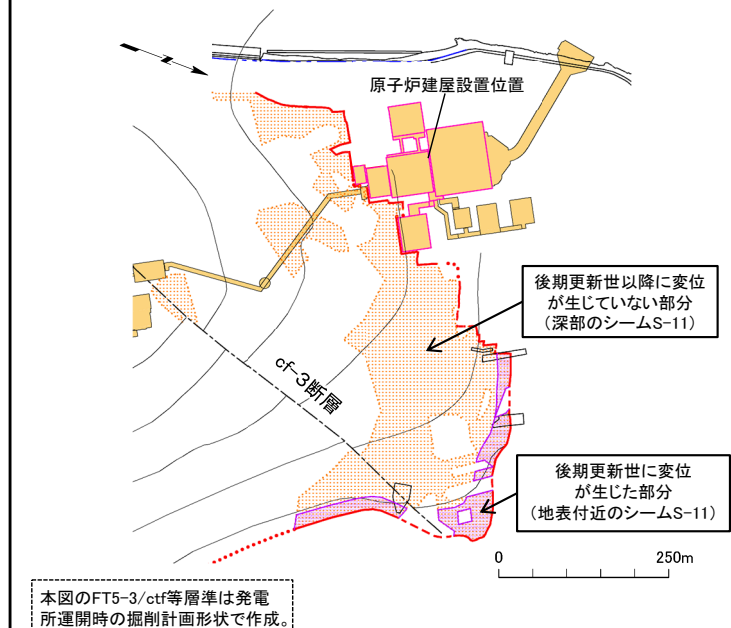 原子炉建屋設置位置
後期更新世以降に変位
が生じていない部分
(深部のシームS-11)
cf-3断層
後期更新世に変位
が生じた部分
(地表付近のシームS-11)
0 250m
本図のFT5-3/ctf等層準は発電
所運開時の掘削計画形状で作成。